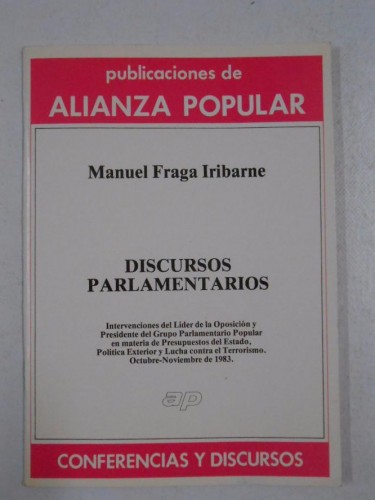 publicaciones de
ALIANZA POPULAR
Manuel Fraga Iribarne
DISCURSOS
PARLAMENTARIOS
Intervenciones del Líder de la Oposición y
Presidente del Grupo Parlamentario Popular
en materia de Presupuestos del Estado,
Política Exterior y Lucha contra el Terrorismo.
Octubre-Noviembre de 1983.
ap
CONFERENCIAS Y DISCURSOS